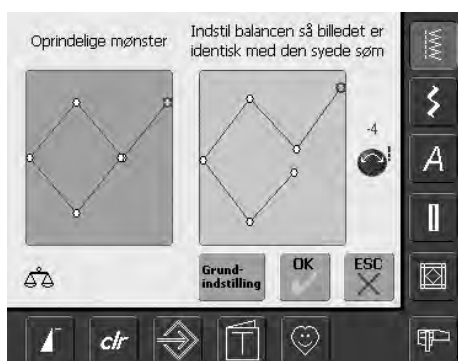 Oprindelige mønster
Indstil balancen så billedet er
identisk med den syede søm
-4
A
Grund-
indstilling
OK
ESC
clr
T